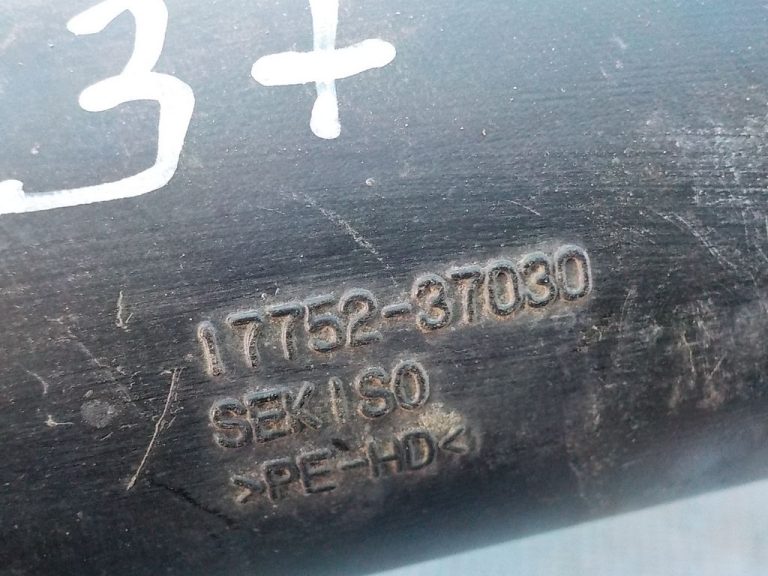 3+
17752-37030
SEKISO
>PE-HD<